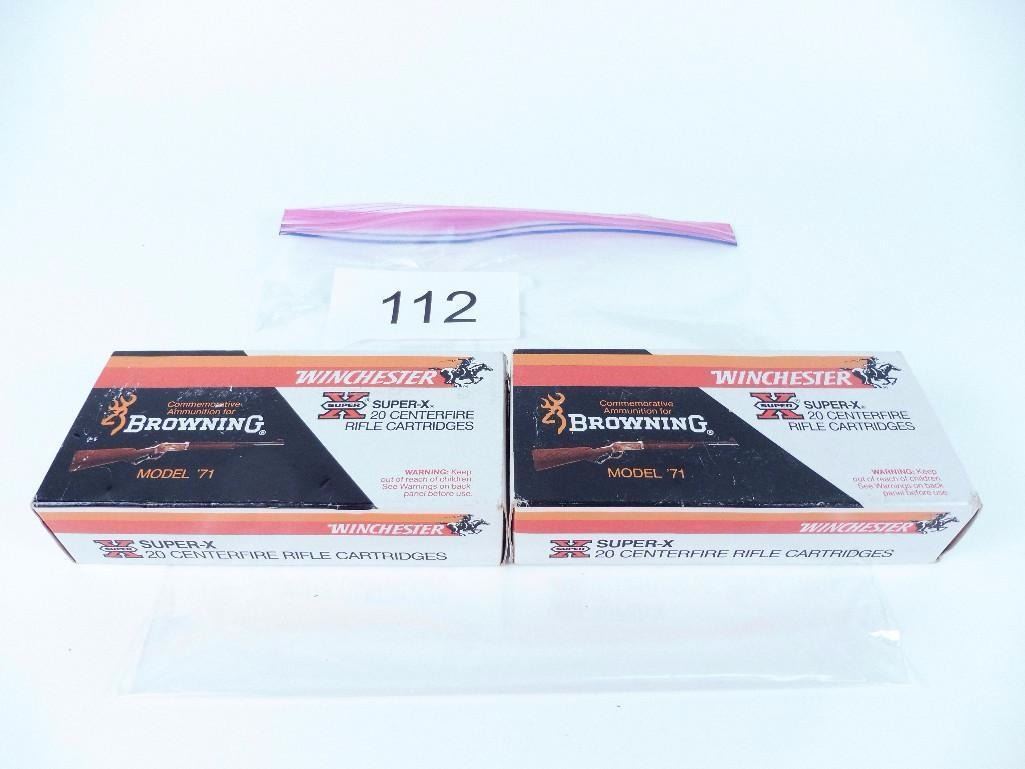 112
WINCHESTER
Commemorative
Ammunition for
BROWNING®
MODEL '71
X
SUPER
SUPER-X®
20 CENTERFIRE
RIFLE CARTRIDGES
WARNING: Keep
out of reach of children.
See Warnings on back
panel before use.
WINCHESTER
X
SUPER
SUPER-X
20 CENTERFIRE RIFLE CARTRIDGES
WINCHESTER
Commemorative
Ammunition for
BROWNING®
MODEL '71
X
SUPER
SUPER-X®
20 CENTERFIRE
RIFLE CARTRIDGES
WARNING: Keep
out of reach of children.
See Warnings on back
panel before use.
WINCHESTER
X
SUPER
SUPER-X
20 CENTERFIRE RIFLE CARTRIDGES